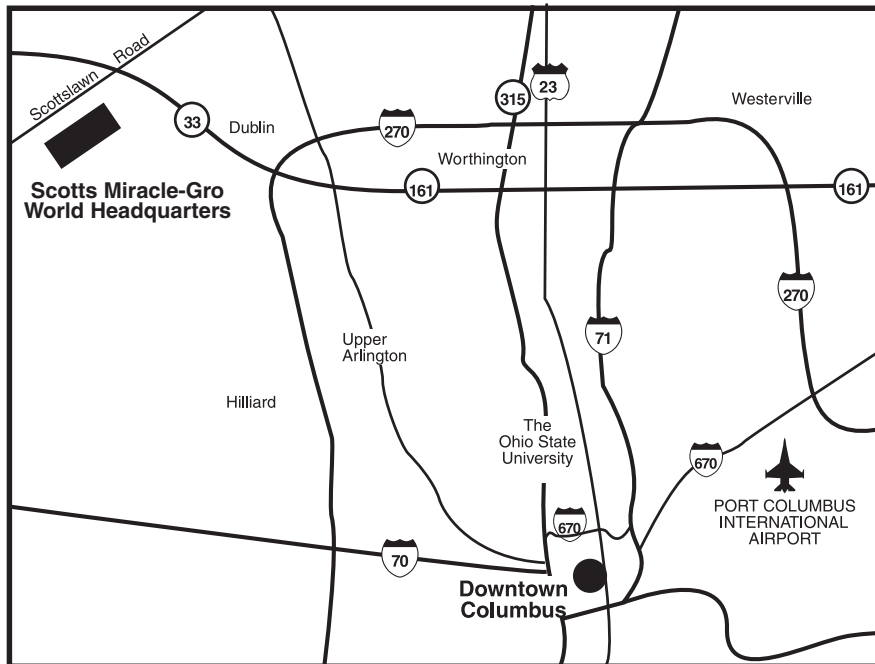 Scottslawn Road
33
Dublin
315
23
Westerville
270
Worthington
161
161
Scotts Miracle-Gro
World Headquarters
270
71
Upper
Arlington
Hilliard
The
Ohio State
University
670
670
PORT COLUMBUS
INTERNATIONAL
AIRPORT
70
Downtown
Columbus